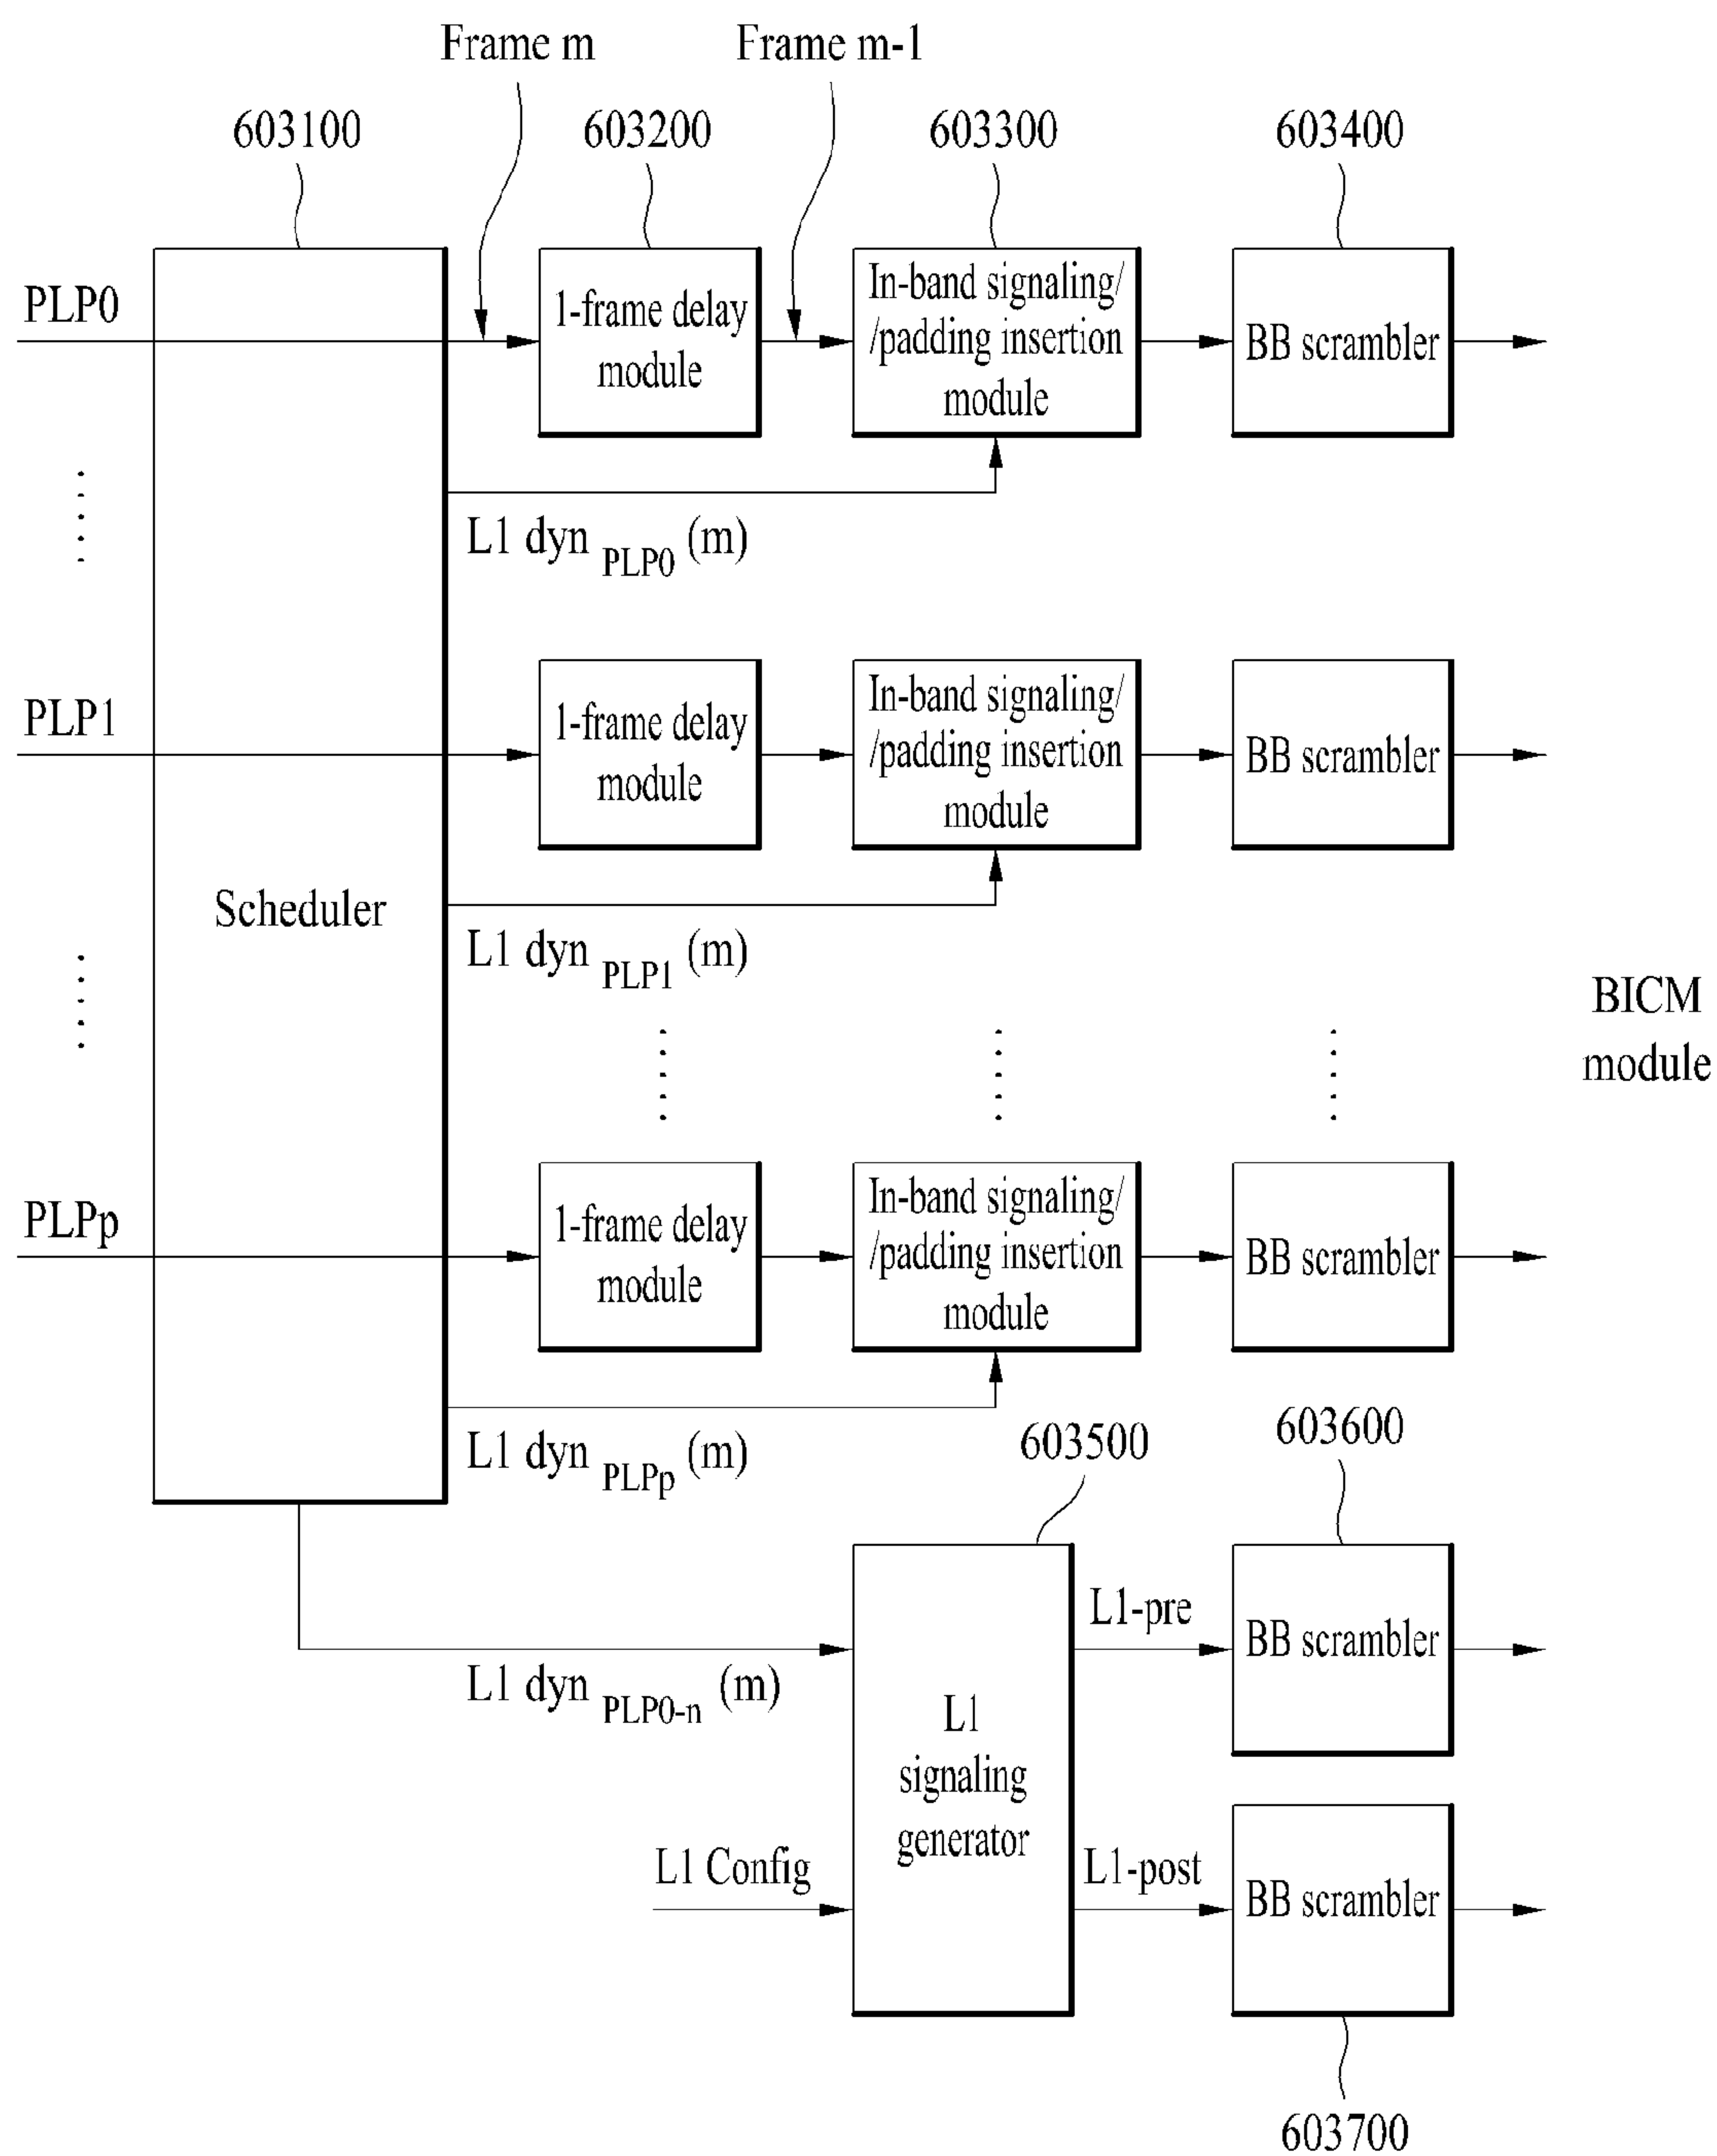 Frame m
Frame m-1
603100
603200
603300
603400
PLP0
1-frame delay
module
In-band signaling/
/padding insertion
module
BB scrambler
L1 dyn PLP0 (m)
PLP1
1-frame delay
module
In-band signaling/
/padding insertion
module
BB scrambler
Scheduler
L1 dyn PLP1 (m)
BICM
module
PLPp
1-frame delay
module
In-band signaling/
/padding insertion
module
BB scrambler
L1 dyn PLPp (m)
603500
603600
L1-pre
BB scrambler
L1 dyn PLP0-n (m)
L1
signaling
generator
L1 Config
L1-post
BB scrambler
603700